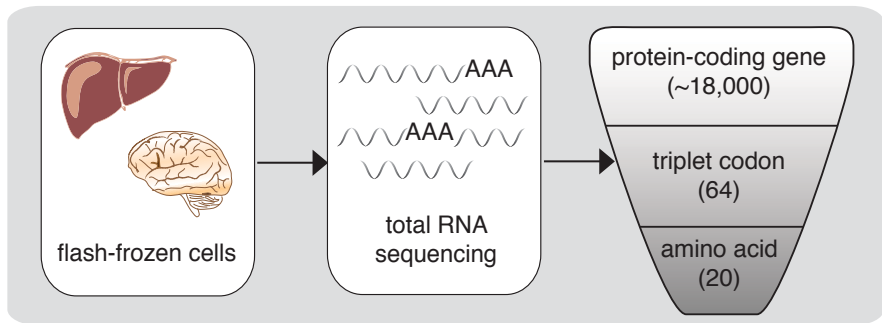 flash-frozen cells
AAA
AAA
total RNA
sequencing
protein-coding gene
(~18,000)
triplet codon
(64)
amino acid
(20)